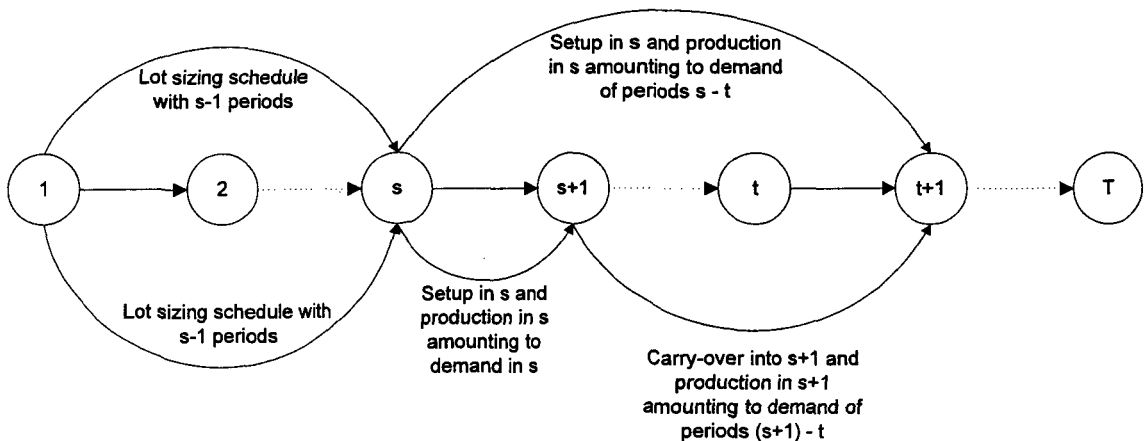 Lot sizing schedule
with s-1 periods
Setup in s and production
in s amounting to demand
of periods s - t
1
2
s
s+1
t
t+1
T
Lot sizing schedule with
s-1 periods
Setup in s and
production in s
amounting to
demand in s
Carry-over into s+1 and
production in s+1
amounting to demand of
periods (s+1) - t